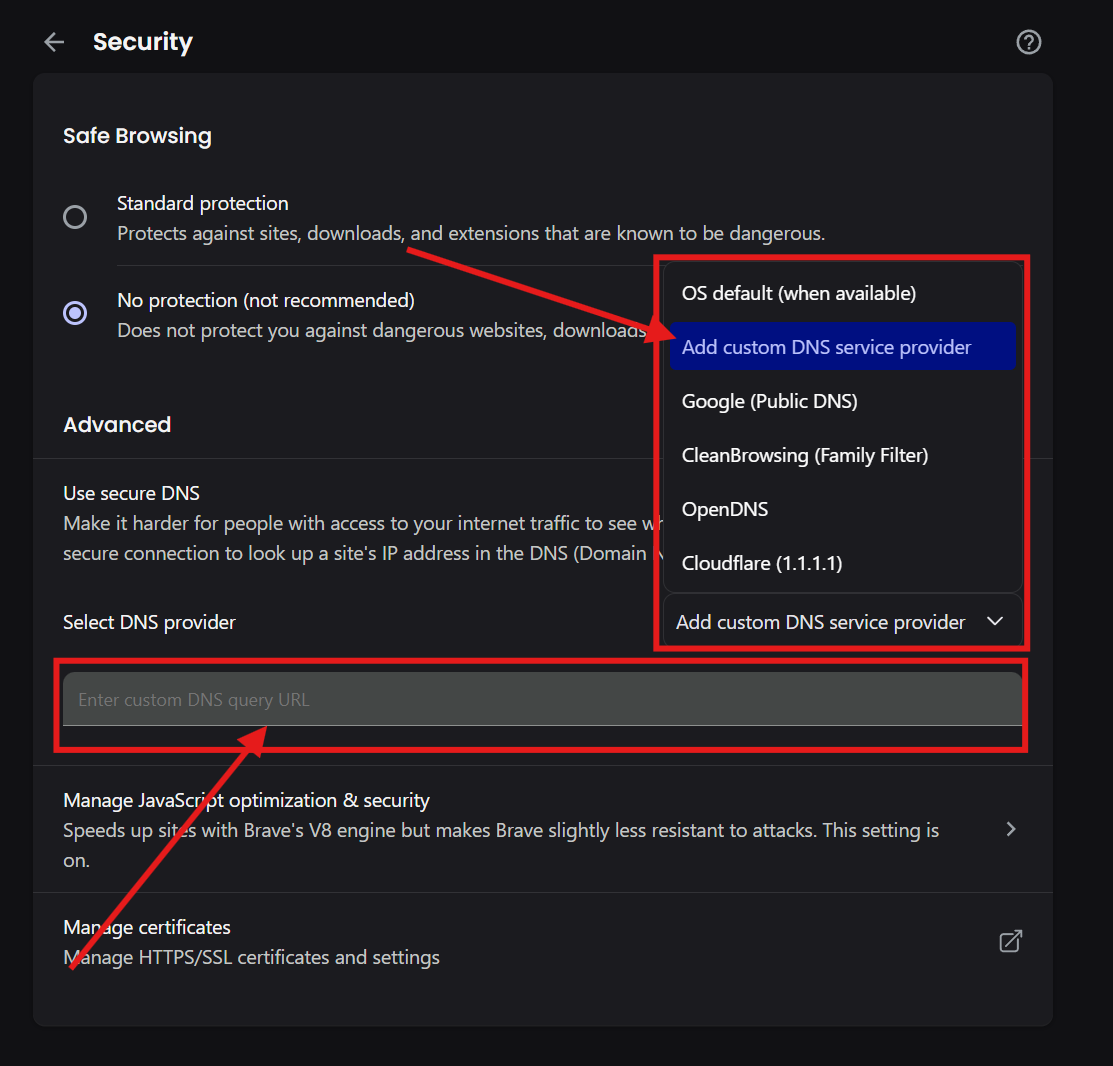 Security
Safe Browsing
Standard protection
Protects against sites, downloads, and extensions that are known to be dangerous.
No protection (not recommended)
Does not protect you against dangerous websites, downloads,
OS default (when available)
Add custom DNS service provider
Google (Public DNS)
CleanBrowsing (Family Filter)
OpenDNS
Cloudflare (1.1.1.1)
Advanced
Use secure DNS
Make it harder for people with access to your internet traffic to see
secure connection to look up a site's IP address in the DNS (Domain
Select DNS provider
Add custom DNS service provider
Enter custom DNS query URL
Manage JavaScript optimization & security
Speeds up sites with Brave's V8 engine but makes Brave slightly less resistant to attacks. This setting is
on.
Manage certificates
Manage HTTPS/SSL certificates and settings